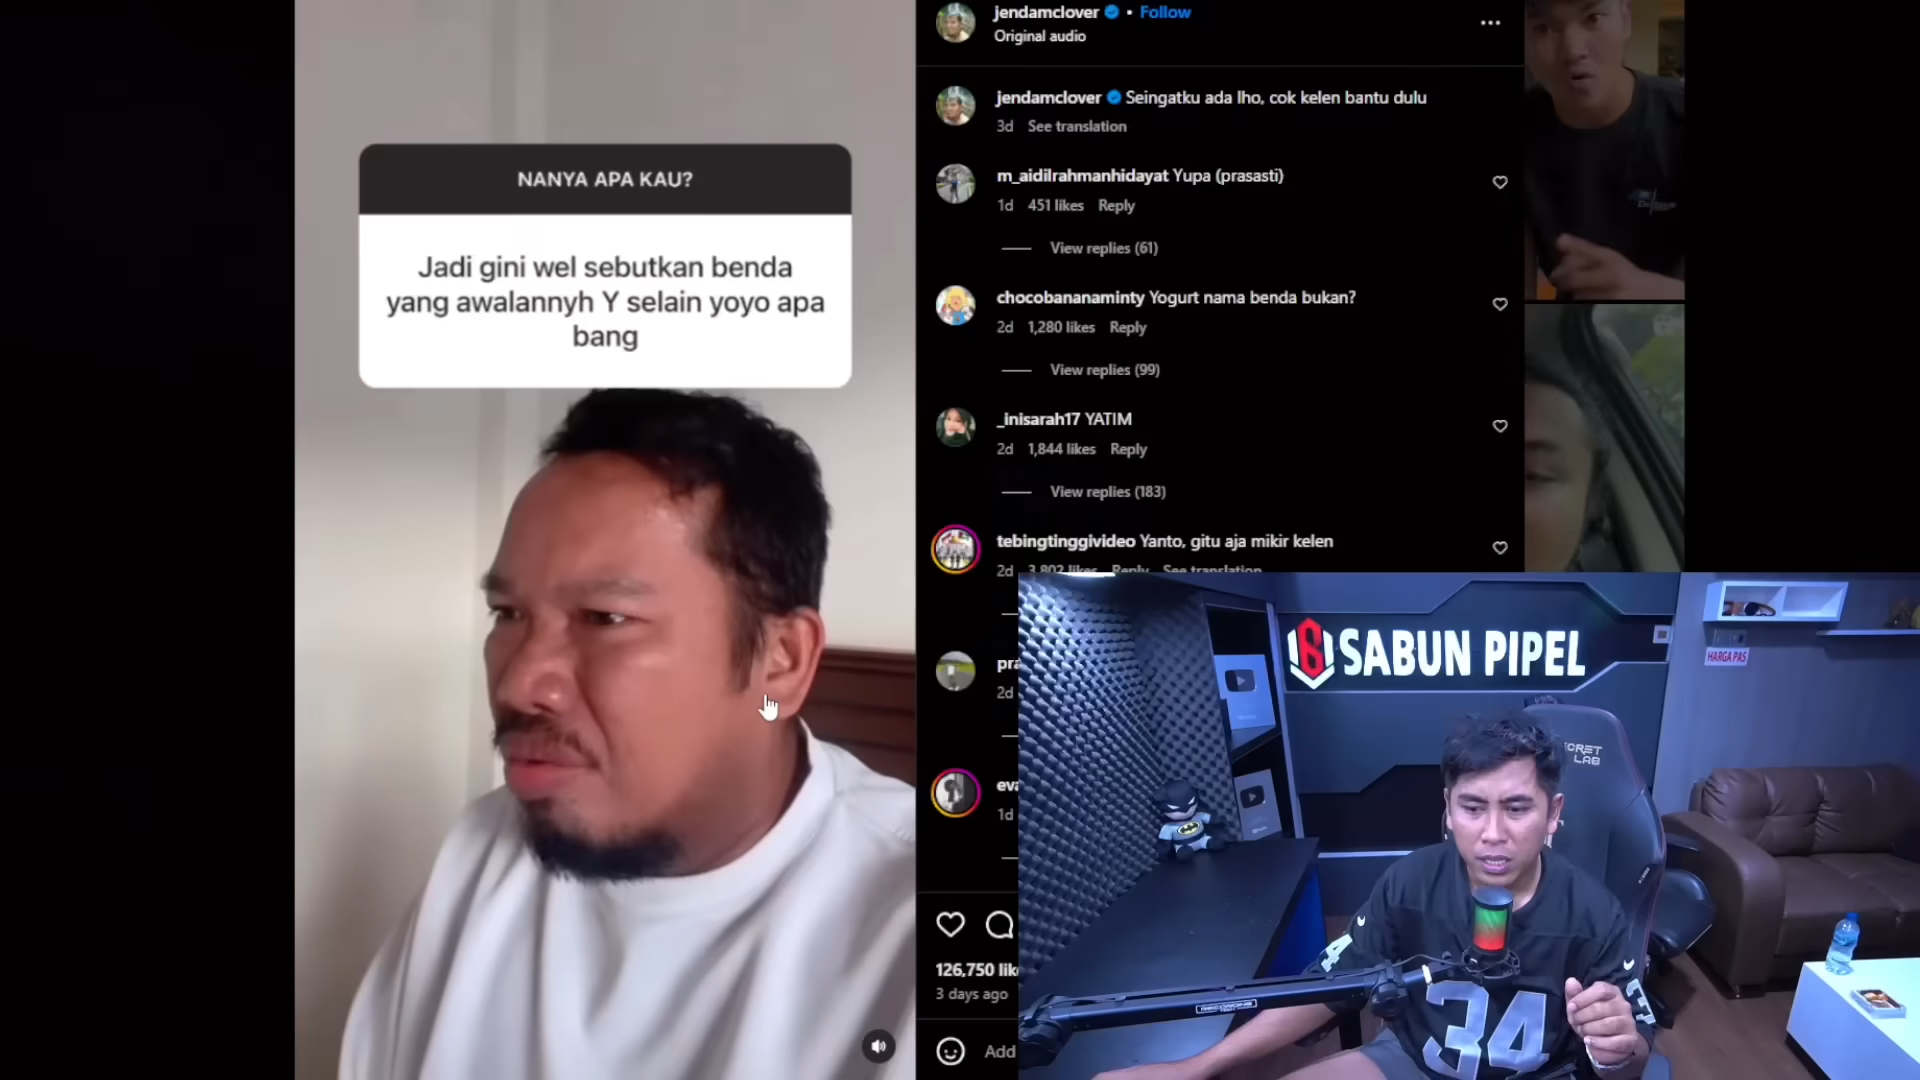 NANYA APA KAU?
Jadi gini wel sebutkan benda
yang awalannyh Y selain yoyo apa
bang
jendamclover • Follow
Original audio
jendamclover Seingatku ada lho, cok kelen bantu dulu
3d See translation
m_aidilrahmanhidayat Yupa (prasasti)
1d 451 likes Reply
View replies (61)
chocobananaminty Yogurt nama benda bukan?
2d 1,280 likes Reply
View replies (99)
_inisarah17 YATIM
2d 1,844 likes Reply
View replies (183)
tebingtinggivideo Yanto, gitu aja mikir kelen
2d 3,802 likes Reply See translation
pra
2d
eva
1d
126,750 lik
3 days ago
Add
SABUN PIPEL
HARGA PAS
CRET
LAB
34